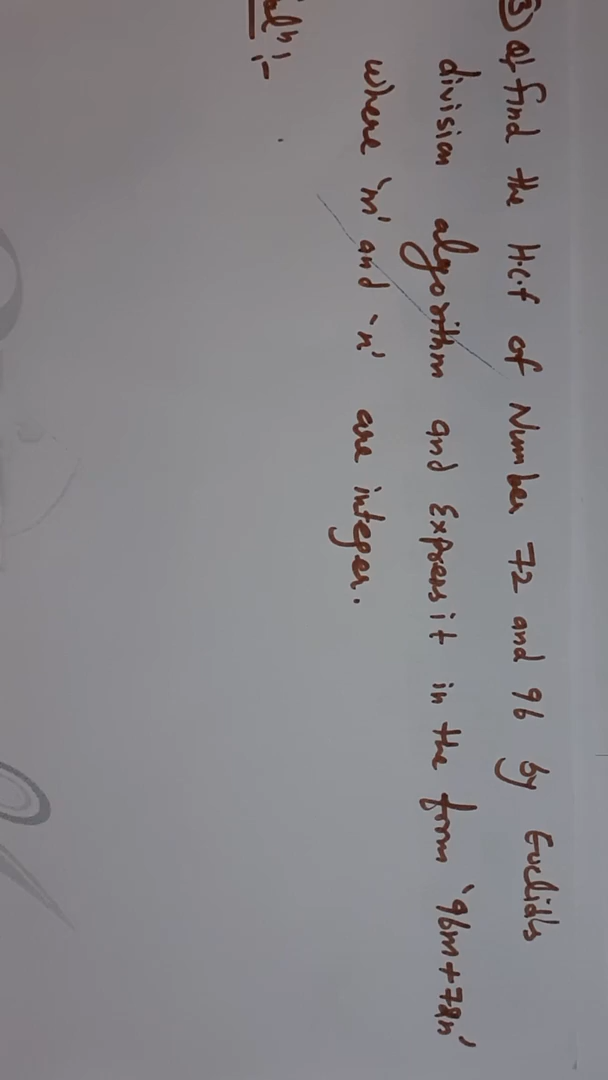 ③ If find the H.C.f of Number 72 and 96 by Euclid's
division algorithm and Express it in the form '96m+72n'
where 'm' and 'n' are integer.
Solⁿ:-